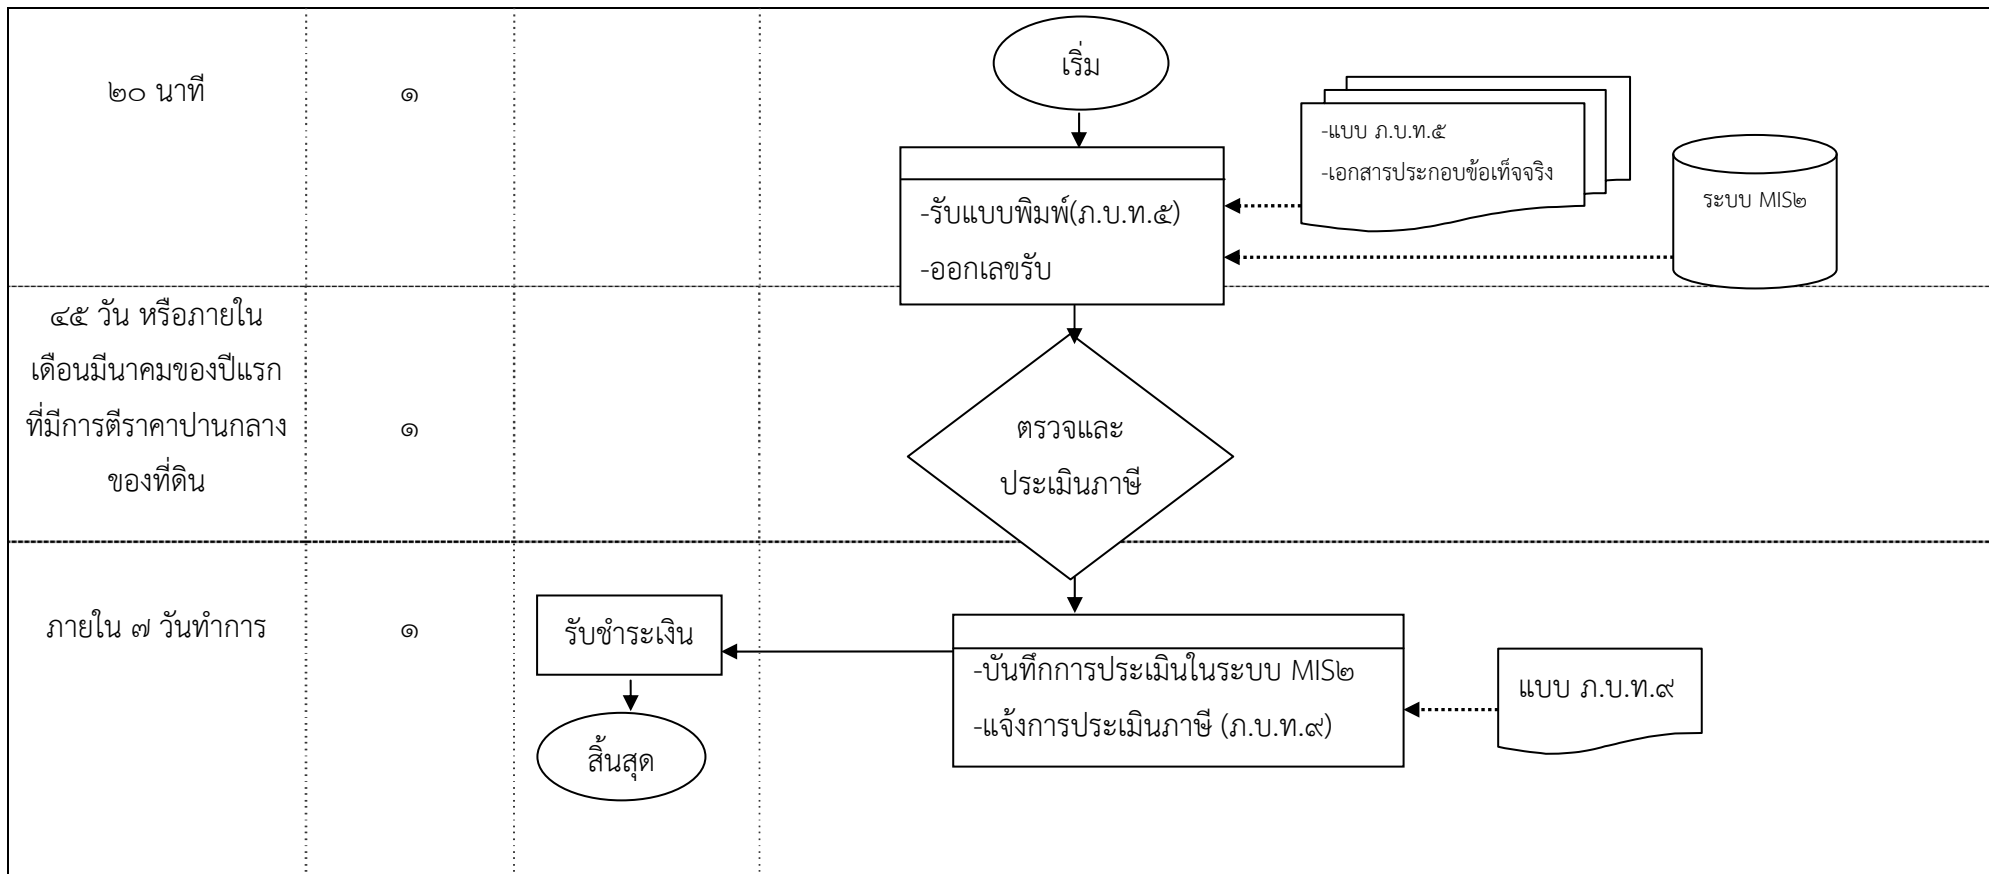 ๒๐ นาที
๑
เริ่ม
-แบบ ภ.บ.ท.๕
-เอกสารประกอบข้อเท็จจริง
ระบบ MIS๒
-รับแบบพิมพ์(ภ.บ.ท.๕)
-ออกเลขรับ
๔๕ วัน หรือภายใน
เดือนมีนาคมของปีแรก
ที่มีการตีราคาปานกลาง
ของที่ดิน
๑
ตรวจและ
ประเมินภาษี
ภายใน ๗ วันทำการ
๑
รับชำระเงิน
-บันทึกการประเมินในระบบ MIS๒
-แจ้งการประเมินภาษี (ภ.บ.ท.๙)
แบบ ภ.บ.ท.๙
สิ้นสุด